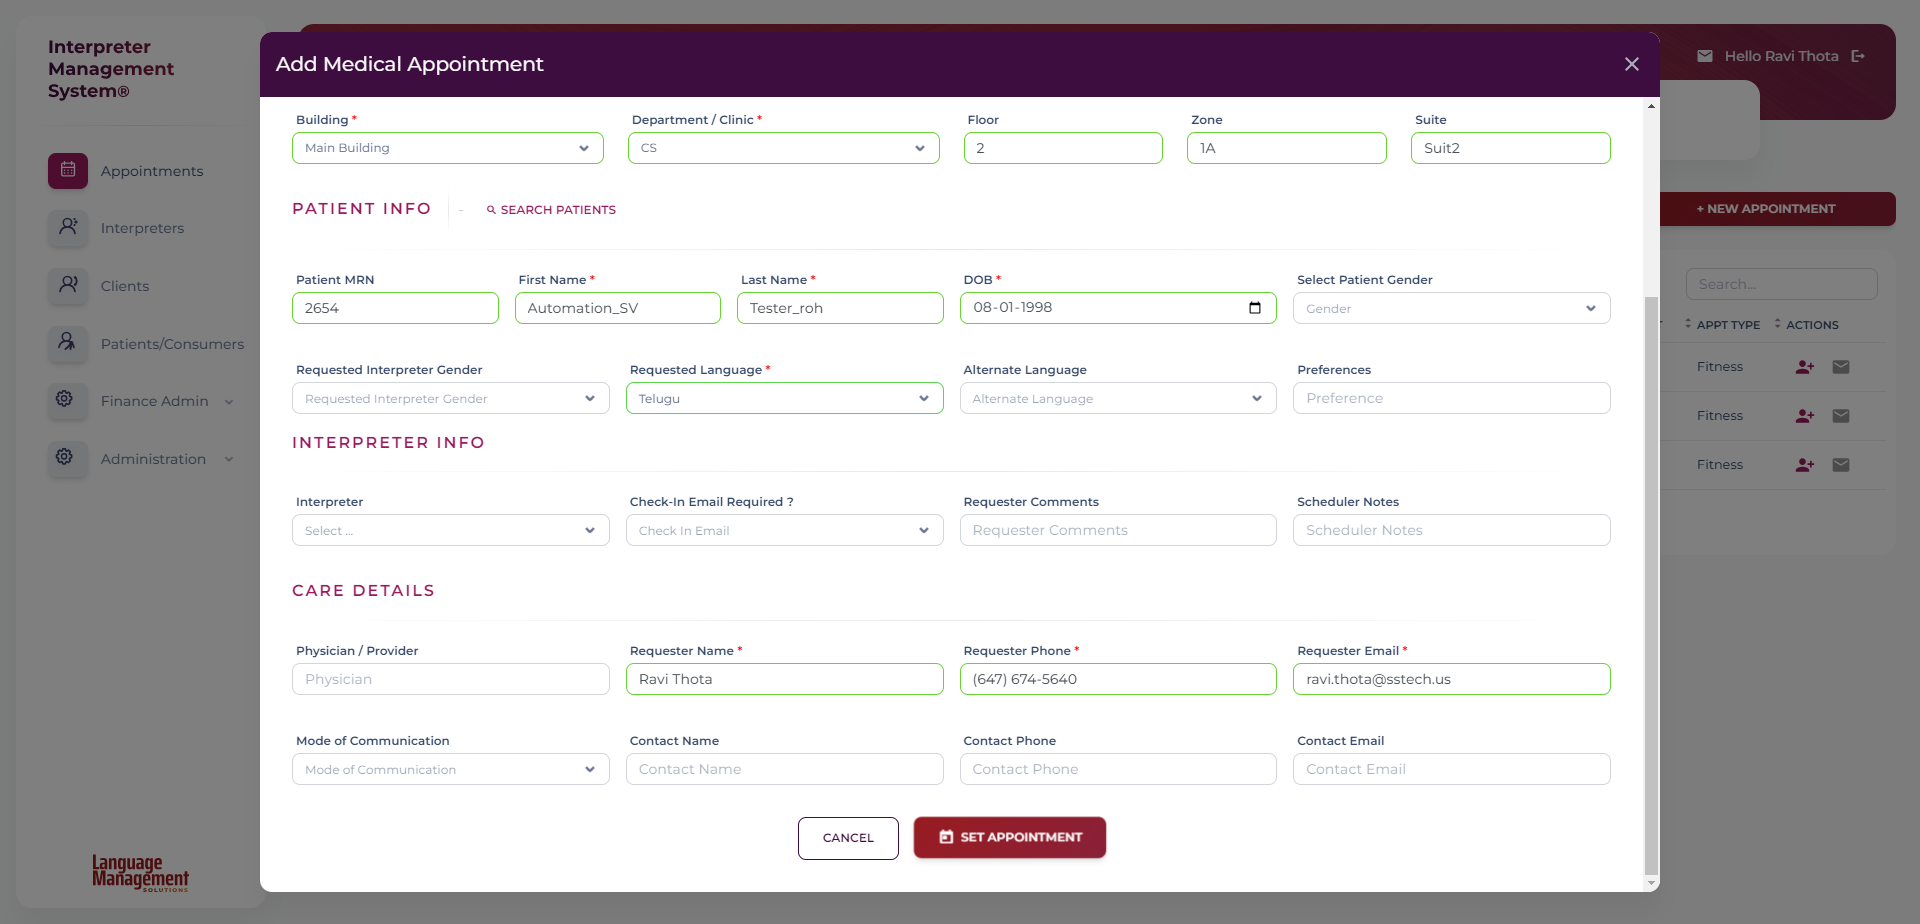 Interpreter
Management
System®
Appointments
Interpreters
Clients
Patients/Consumers
Finance Admin
Administration
Language
Management
SOLUTIONS
Hello Ravi Thota
+ NEW APPOINTMENT
Search...
APPT TYPE ACTIONS
Fitness
Fitness
Fitness
Add Medical Appointment
Building * Department / Clinic * Floor Zone Suite
Main Building CS 2 1A Suit2
PATIENT INFO - SEARCH PATIENTS
Patient MRN First Name * Last Name * DOB * Select Patient Gender
2654 Automation_SV Tester_roh 08-01-1998 Gender
Requested Interpreter Gender Requested Language * Alternate Language Preferences
Requested Interpreter Gender Telugu Alternate Language Preference
INTERPRETER INFO
Interpreter Check-In Email Required ? Requester Comments Scheduler Notes
Select ... Check In Email Requester Comments Scheduler Notes
CARE DETAILS
Physician / Provider Requester Name * Requester Phone * Requester Email *
Physician Ravi Thota (647) 674-5640 ravi.thota@sstech.us
Mode of Communication Contact Name Contact Phone Contact Email
Mode of Communication Contact Name Contact Phone Contact Email
CANCEL SET APPOINTMENT